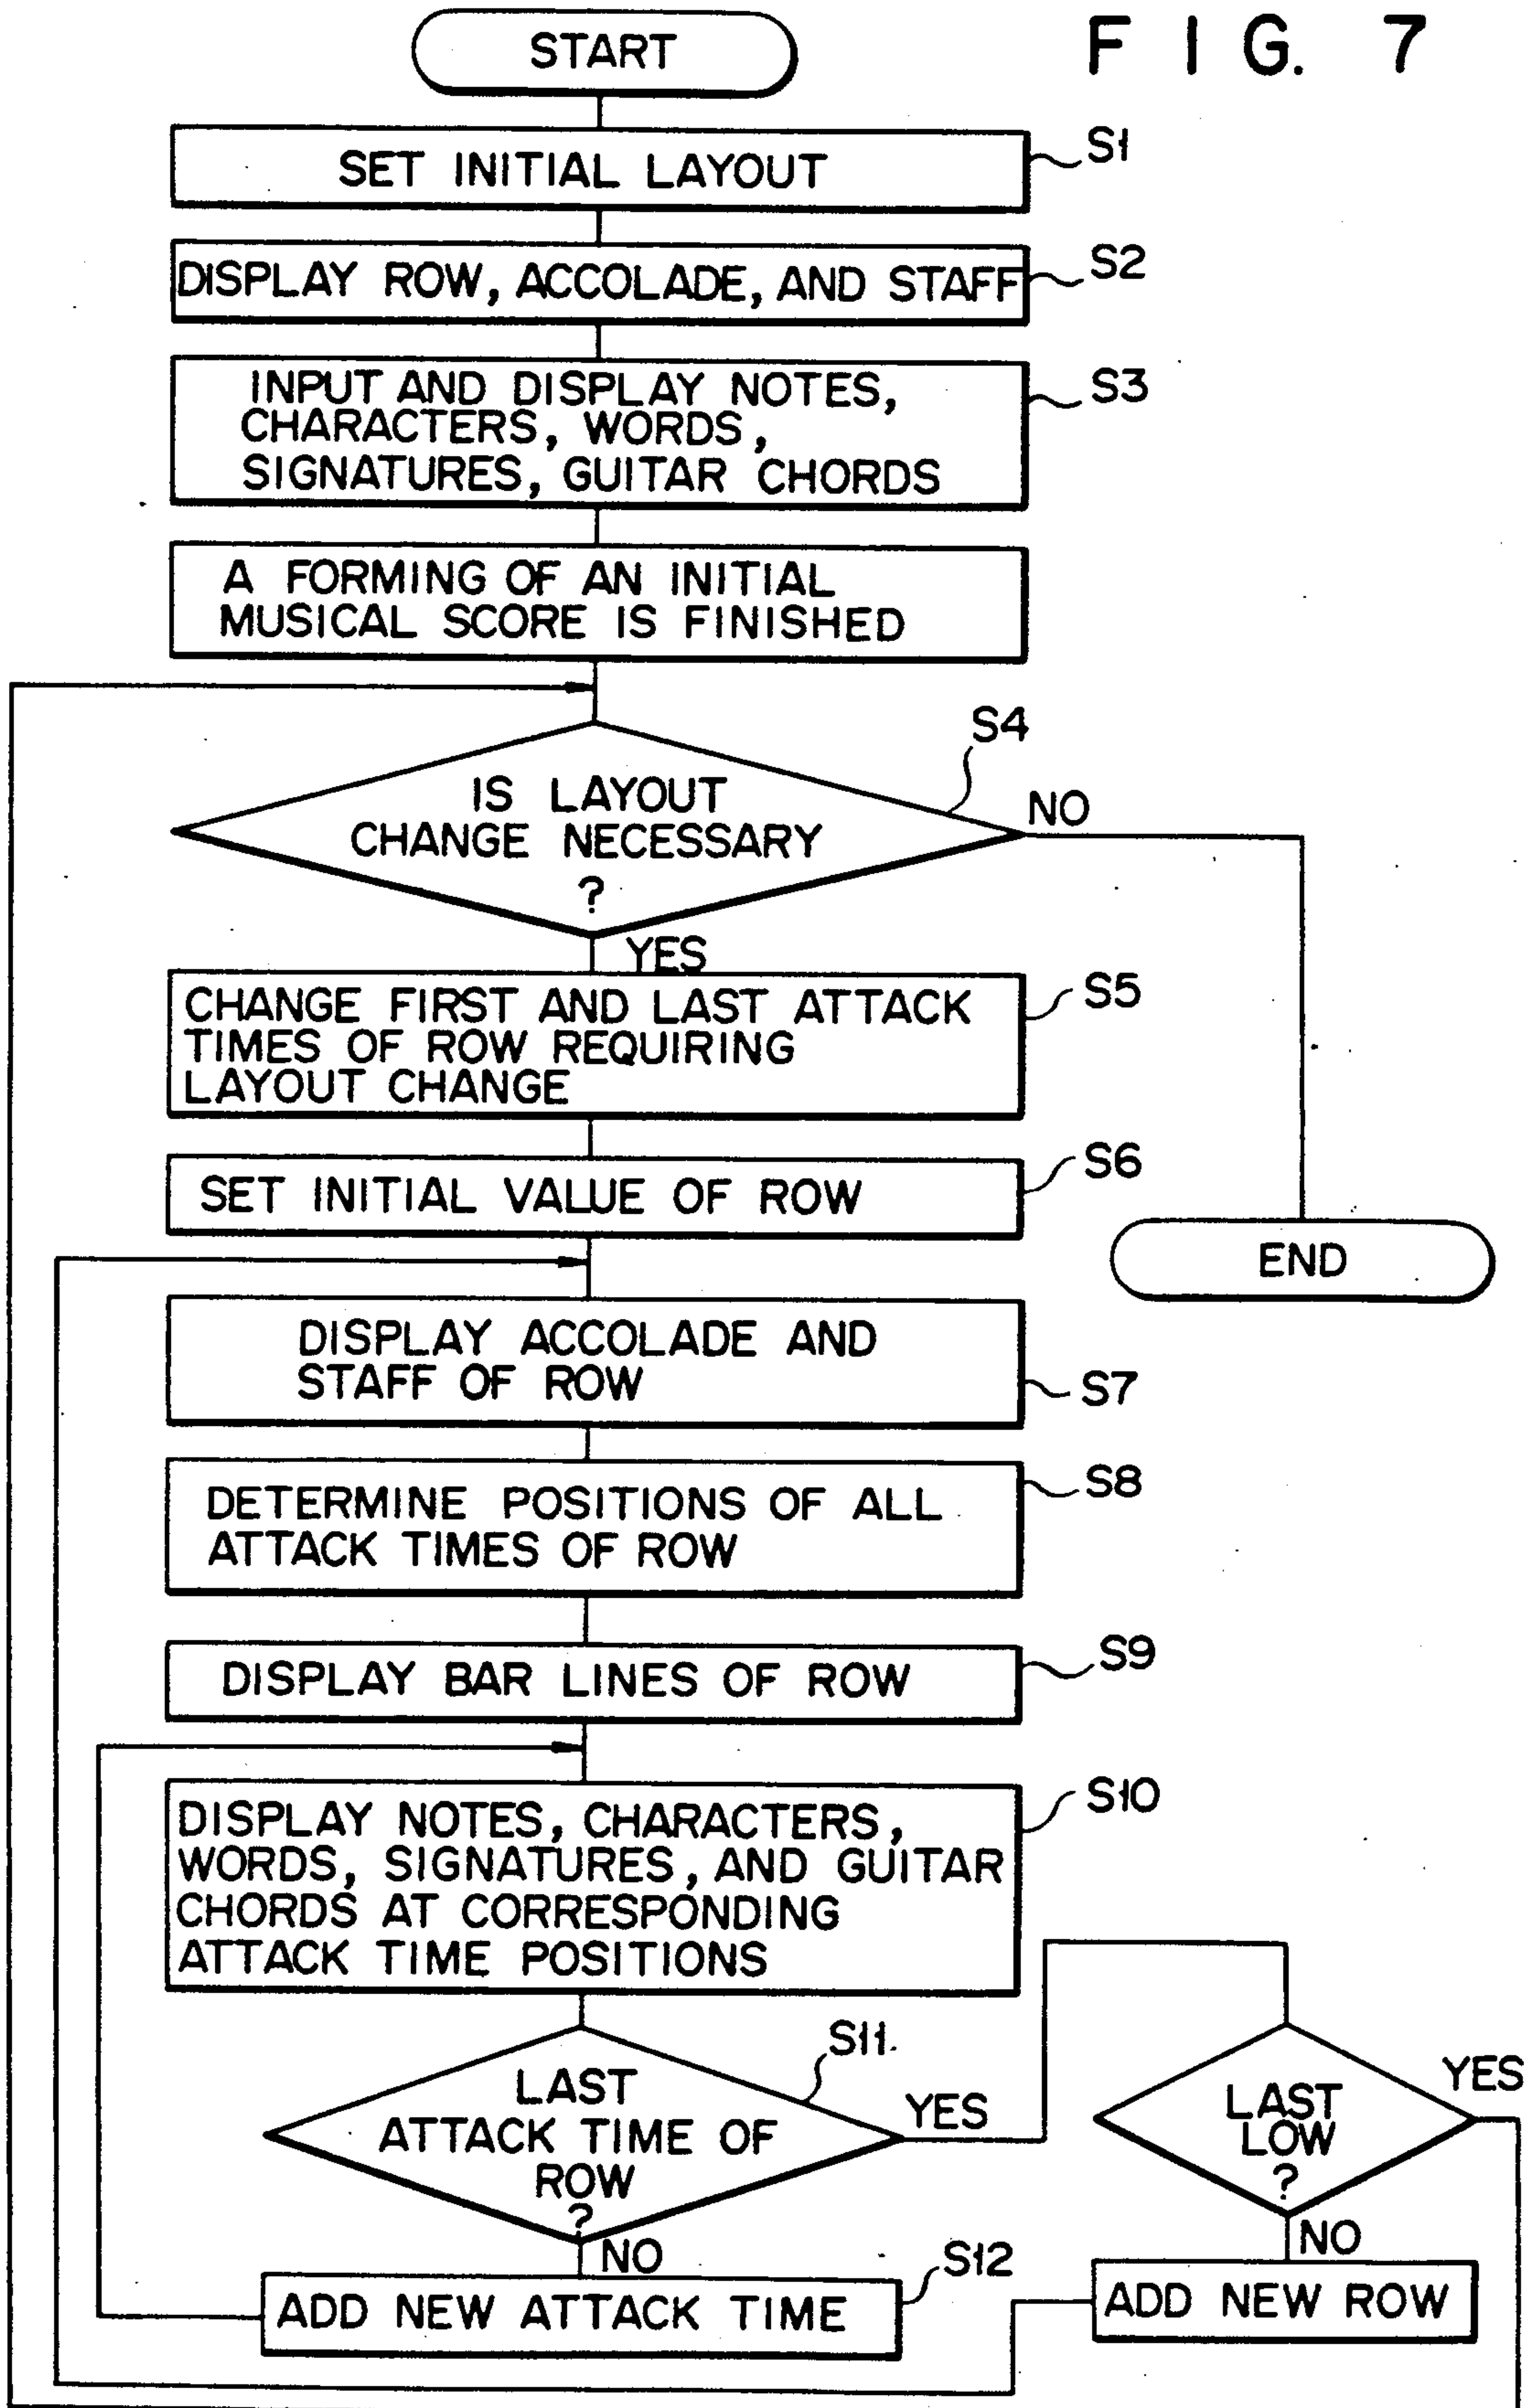 FIG. 7
START
SET INITIAL LAYOUT
S1
DISPLAY ROW, ACCOLADE, AND STAFF
S2
INPUT AND DISPLAY NOTES,
CHARACTERS, WORDS,
SIGNATURES, GUITAR CHORDS
S3
A FORMING OF AN INITIAL
MUSICAL SCORE IS FINISHED
S4
IS LAYOUT
CHANGE NECESSARY
?
NO
YES
CHANGE FIRST AND LAST ATTACK
TIMES OF ROW REQUIRING
LAYOUT CHANGE
S5
SET INITIAL VALUE OF ROW
S6
END
DISPLAY ACCOLADE AND
STAFF OF ROW
S7
DETERMINE POSITIONS OF ALL
ATTACK TIMES OF ROW
S8
DISPLAY BAR LINES OF ROW
S9
DISPLAY NOTES, CHARACTERS,
WORDS, SIGNATURES, AND GUITAR
CHORDS AT CORRESPONDING
ATTACK TIME POSITIONS
S10
S11
LAST
ATTACK TIME OF
ROW
?
YES
NO
LAST
LOW
?
YES
NO
ADD NEW ATTACK TIME
S12
ADD NEW ROW